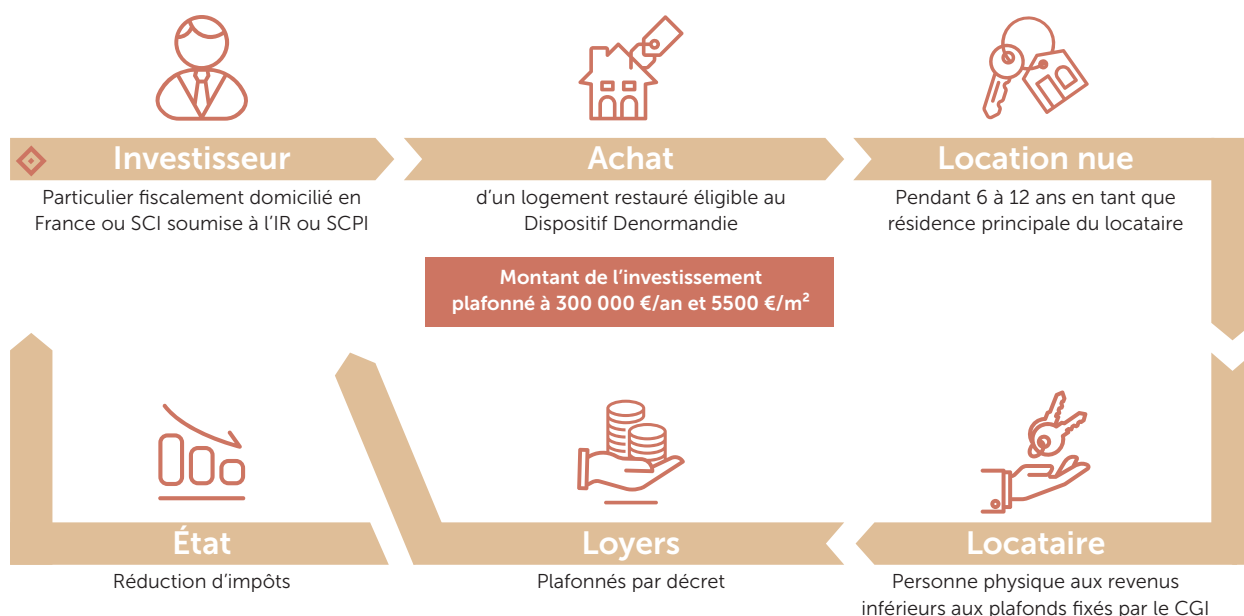 Investisseur
Particulier fiscalement domicilié en
France ou SCI soumise à l'IR ou SCPI
Achat
d'un logement restauré éligible au
Dispositif Denormandie
Montant de l'investissement
plafonné à 300 000 €/an et 5500 €/m²
Location nue
Pendant 6 à 12 ans en tant que
résidence principale du locataire
État
Réduction d'impôts
Loyers
Plafonnés par décret
Locataire
Personne physique aux revenus
inférieurs aux plafonds fixés par le CGI